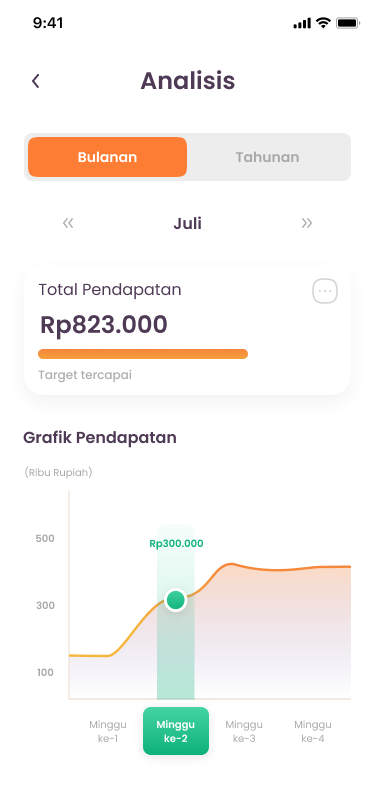 9:41
Analisis
Bulanan Tahunan
Juli
Total Pendapatan
Rp823.000
Target tercapai
Grafik Pendapatan
(Ribu Rupiah)
500
Rp300.000
300
100
Minggu ke-1
Minggu ke-2
Minggu ke-3
Minggu ke-4